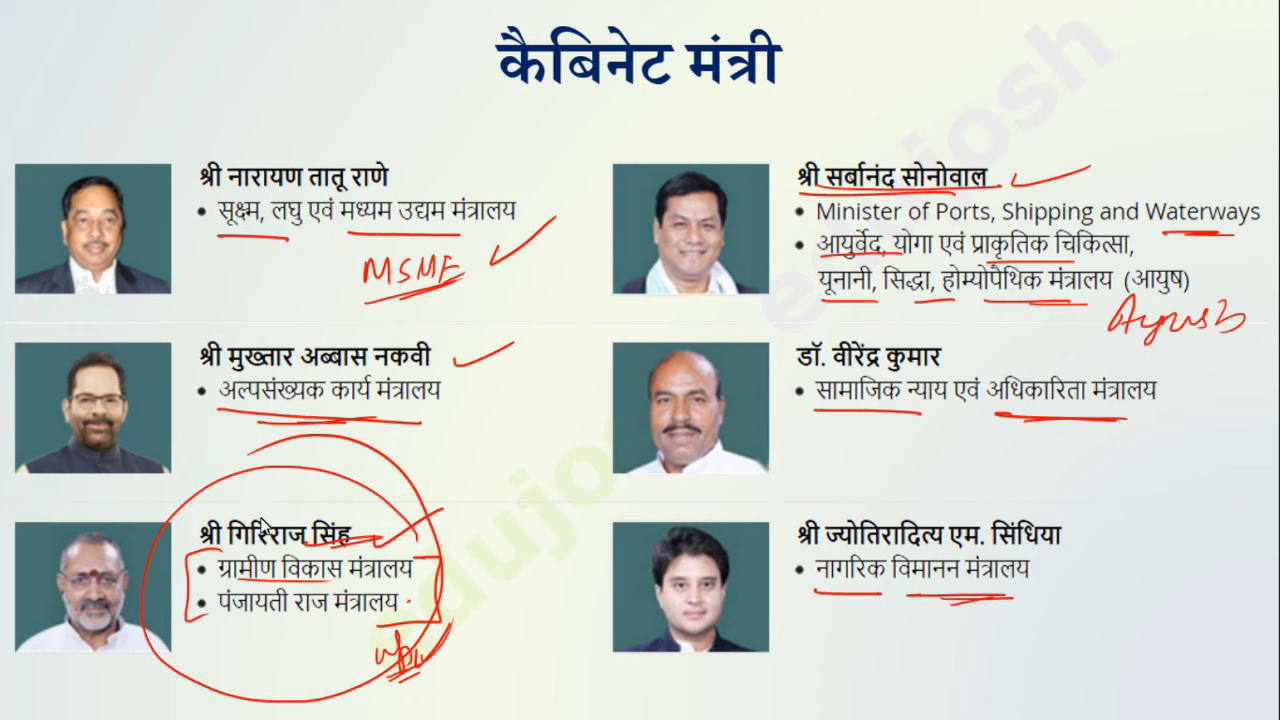 कैबिनेट मंत्री
श्री नारायण तातू राणे
• सूक्ष्म, लघु एवं मध्यम उद्यम मंत्रालय
MSME
श्री मुख्तार अब्बास नकवी
• अल्पसंख्यक कार्य मंत्रालय
श्री गिरिराज सिंह
• ग्रामीण विकास मंत्रालय
• पंजायती राज मंत्रालय
श्री सर्बानंद सोनोवाल
• Minister of Ports, Shipping and Waterways
• आयुर्वेद, योगा एवं प्राकृतिक चिकित्सा,
यूनानी, सिद्धा, होम्योपैथिक मंत्रालय (आयुष)
Ayush
डॉ. वीरेंद्र कुमार
• सामाजिक न्याय एवं अधिकारिता मंत्रालय
श्री ज्योतिरादित्य एम. सिंधिया
• नागरिक विमानन मंत्रालय